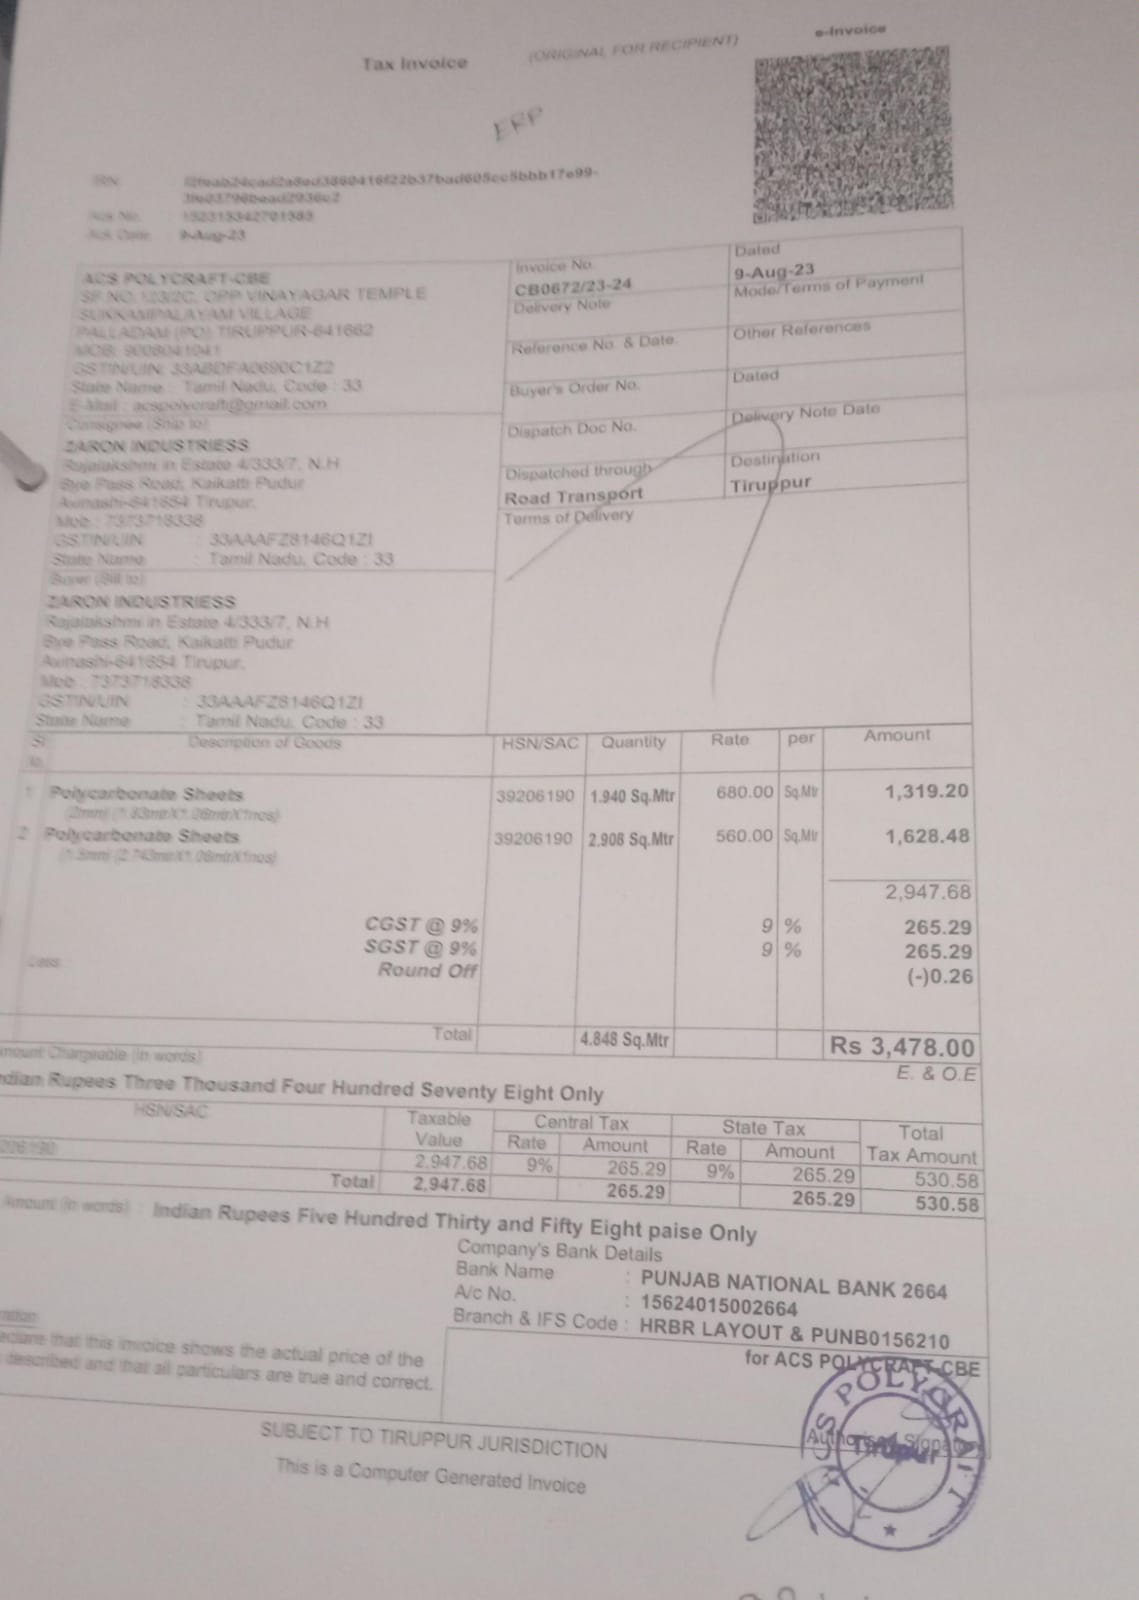 Tax Invoice
(ORIGINAL FOR RECIPIENT)
e-Invoice
ERP
IRN
Ack No. 152315342701583
Ack Date : 9-Aug-23
ACS POLYCRAFT-CBE
SF.NO. 123/2C, OPP VINAYAGAR TEMPLE
SUKKAMPALAYAM VILLAGE
PALLADAM (PO) TIRUPPUR-641662
MOB:
GSTIN/UIN: 33ABDFA0690C1Z2
State Name : Tamil Nadu, Code : 33
E-Mail : acspolycraft@gmail.com
Invoice No.
CB0672/23-24
Dated
9-Aug-23
Delivery Note
Mode/Terms of Payment
Reference No. & Date.
Other References
Buyer's Order No.
Dated
Dispatch Doc No.
Delivery Note Date
Dispatched through
Road Transport
Destination
Tiruppur
Terms of Delivery
Consignee (Ship to)
ZARON INDUSTRIESS
Rajalakshmi in Estate 4/333/7, N.H
Bye Pass Road, Kaikatti Pudur
Avinashi-641654 Tirupur.
Mob : 7373718338
GSTIN/UIN : 33AAAFZ8146Q1ZI
State Name : Tamil Nadu, Code : 33
Buyer (Bill to)
ZARON INDUSTRIESS
Rajalakshmi in Estate 4/333/7, N.H
Bye Pass Road, Kaikatti Pudur
Avinashi-641654 Tirupur.
Mob : 7373718338
GSTIN/UIN : 33AAAFZ8146Q1ZI
State Name : Tamil Nadu, Code : 33
Sl Description of Goods HSN/SAC Quantity Rate per Amount
No.
1 Polycarbonate Sheets 39206190 1.940 Sq.Mtr 680.00 Sq.Mtr 1,319.20
(2mm) (1.83mtrX1.06mtrX1nos)
2 Polycarbonate Sheets 39206190 2.908 Sq.Mtr 560.00 Sq.Mtr 1,628.48
(1.5mm) (2.743mtrX1.06mtrX1nos)
2,947.68
CGST @ 9% 9 % 265.29
SGST @ 9% 9 % 265.29
Less Round Off (-)0.26
Total 4.848 Sq.Mtr Rs 3,478.00
mount Chargeable (in words) E. & O.E
ndian Rupees Three Thousand Four Hundred Seventy Eight Only
HSN/SAC Taxable Central Tax State Tax Total
Value Rate Amount Rate Amount Tax Amount
206190 2,947.68 9% 265.29 9% 265.29 530.58
Total 2,947.68 265.29 265.29 530.58
Amount (in words) : Indian Rupees Five Hundred Thirty and Fifty Eight paise Only
Company's Bank Details
Bank Name : PUNJAB NATIONAL BANK 2664
A/c No. : 15624015002664
Branch & IFS Code : HRBR LAYOUT & PUNB0156210
ration
eclare that this invoice shows the actual price of the
described and that all particulars are true and correct.
for ACS POLYCRAFT-CBE
ACS POLYCRAFT
Tirupur
Authorised Signatory
SUBJECT TO TIRUPPUR JURISDICTION
This is a Computer Generated Invoice